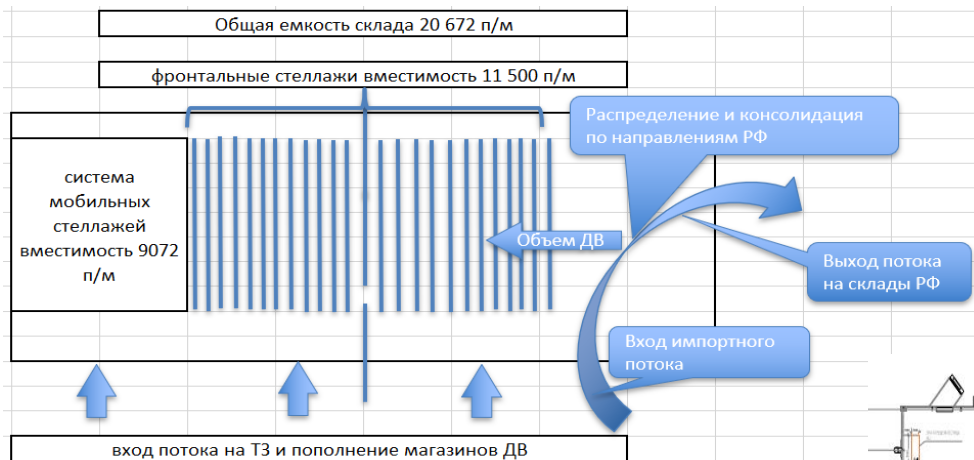 Общая емкость склада 20 672 п/м
фронтальные стеллажи вместимость 11 500 п/м
Распределение и консолидация
по направлениям РФ
система
мобильных
стеллажей
вместимость 9072
п/м
Объем ДВ
Выход потока
на склады РФ
Вход импортного
потока
вход потока на ТЗ и пополнение магазинов ДВ